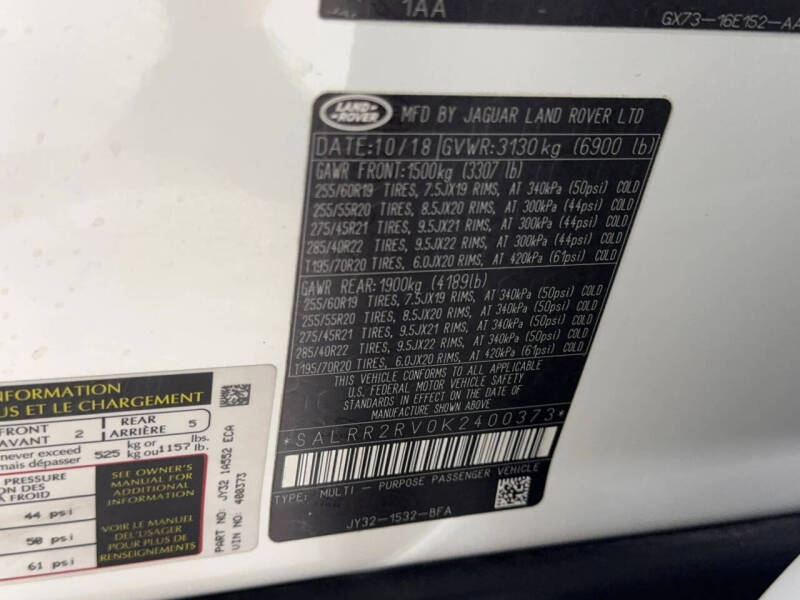 1AA
GX73-16E152-AA
LAND ROVER
MFD BY JAGUAR LAND ROVER LTD
DATE:10/18 GVWR:3130kg (6900 lb)
GAWR FRONT:1500kg (3307 lb)
255/60R19 TIRES, 7.5JX19 RIMS, AT 340kPa (50psi) COLD
255/55R20 TIRES, 8.5JX20 RIMS, AT 300kPa (44psi) COLD
275/45R21 TIRES, 9.5JX21 RIMS, AT 300kPa (44psi) COLD
285/40R22 TIRES, 9.5JX22 RIMS, AT 300kPa (44psi) COLD
T195/70R20 TIRES, 6.0JX20 RIMS, AT 420kPa (61psi) COLD
GAWR REAR:1900kg (4189lb)
255/60R19 TIRES, 7.5JX19 RIMS, AT 340kPa (50psi) COLD
255/55R20 TIRES, 8.5JX20 RIMS, AT 340kPa (50psi) COLD
275/45R21 TIRES, 9.5JX21 RIMS, AT 340kPa (50psi) COLD
285/40R22 TIRES, 9.5JX22 RIMS, AT 340kPa (50psi) COLD
T195/70R20 TIRES, 6.0JX20 RIMS, AT 420kPa (61psi) COLD
THIS VEHICLE CONFORMS TO ALL APPLICABLE
U.S. FEDERAL MOTOR VEHICLE SAFETY
STANDARDS IN EFFECT ON THE DATE OF
MANUFACTURE SHOWN ABOVE
*SALRR2RV0K2400373*
TYPE: MULTI - PURPOSE PASSENGER VEHICLE
JY32-1532-BFA
INFORMATION
US ET LE CHARGEMENT
FRONT 2 REAR 5
AVANT ARRIÈRE
never exceed 525 kg or 1157 lbs.
mais dépasser kg ou lb.
PRESSURE
ON DES
À FROID
SEE OWNER'S
MANUAL FOR
ADDITIONAL
INFORMATION
44 psi
50 psi
61 psi
VOIR LE MANUEL
DE L'USAGER
POUR PLUS DE
RENSEIGNEMENTS
PART NO: JY32 1A552 ECA
VIN NO: 400373